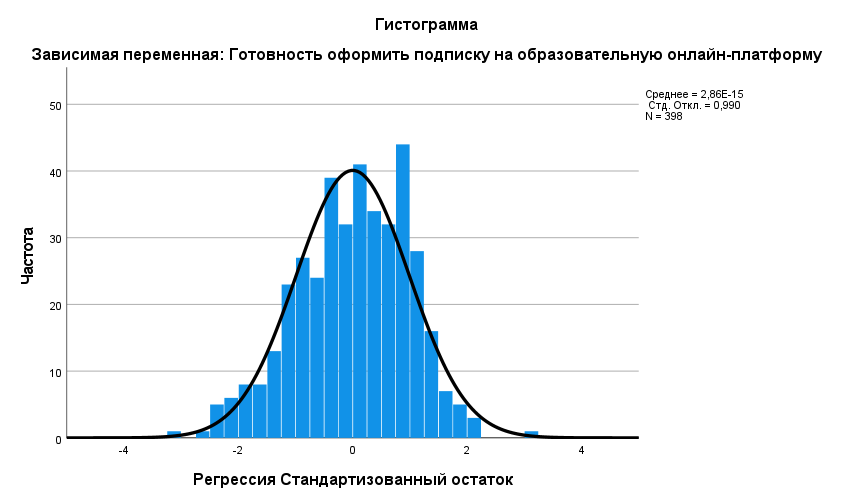 Гистограмма
Зависимая переменная: Готовность оформить подписку на образовательную онлайн-платформу
Среднее = 2,86E-15
Стд. Откл. = 0,990
N = 398
50
40
30
20
10
0
Частота
-4 -2 0 2 4
Регрессия Стандартизованный остаток